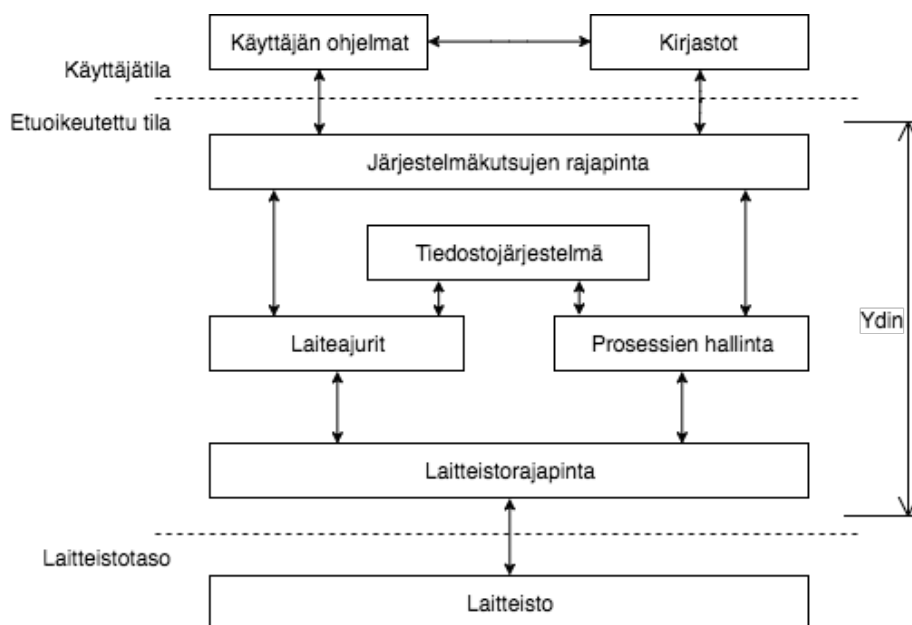 Käyttäjän ohjelmat
Kirjastot
Käyttäjätila
Etuoikeutettu tila
Järjestelmäkutsujen rajapinta
Tiedostojärjestelmä
Ydin
Laiteajurit
Prosessien hallinta
Laitteistorajapinta
Laitteistotaso
Laitteisto